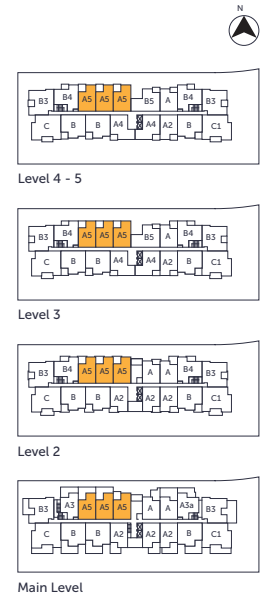 N
B3 B4 A5 A5 A5 B5 A B4 B3
C B B A4 A4 A2 B C1
Level 4 - 5
B3 B4 A5 A5 A5 B5 A B4 B3
C B B A4 A4 A2 B C1
Level 3
B3 B4 A5 A5 A5 A A B4 B3
C B B A2 A2 A2 B C1
Level 2
B3 A3 A5 A5 A5 A A A3a B3
C B B A2 A2 A2 B C1
Main Level